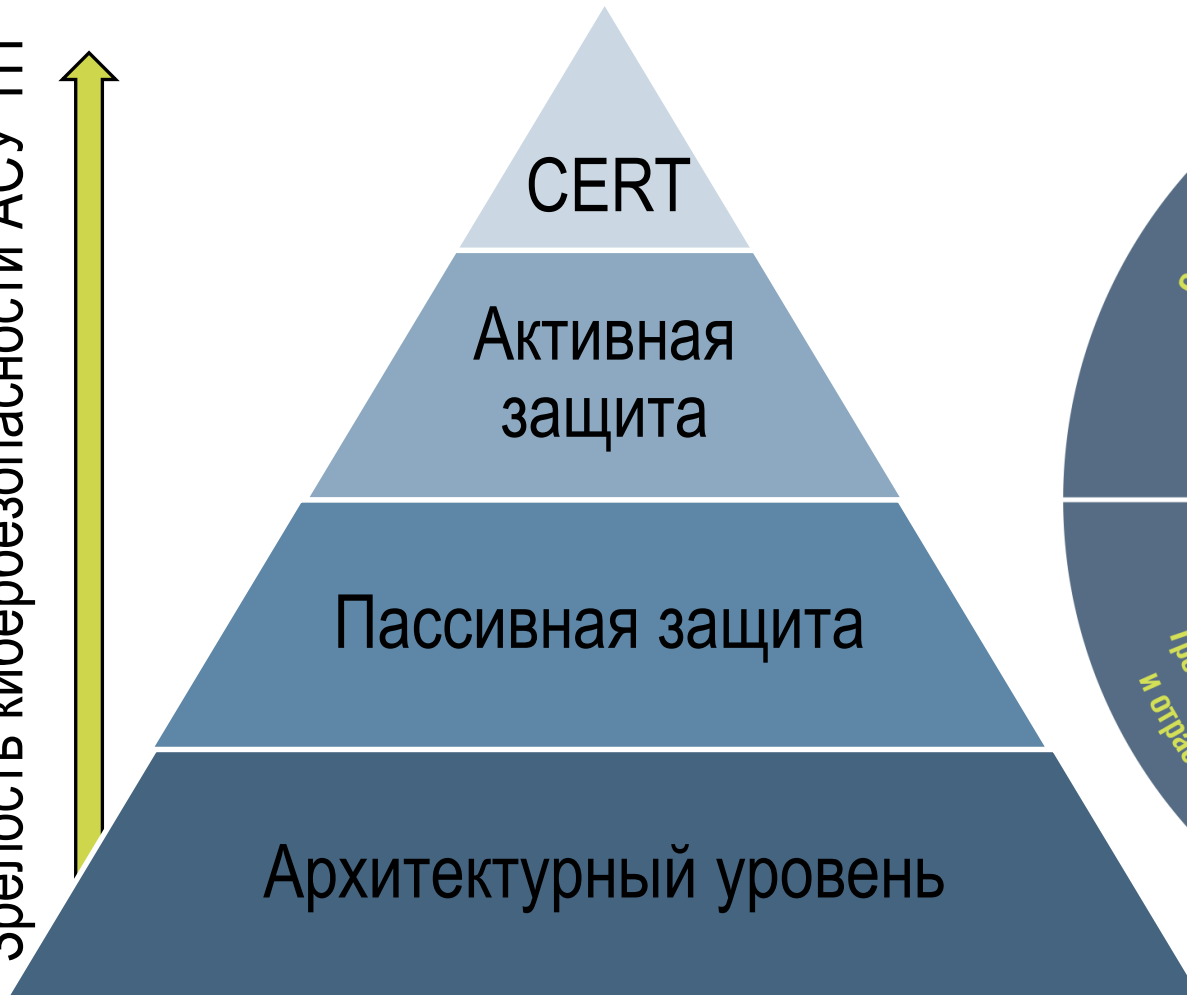 Зрелость кибербезопасности АСУ ТП
CERT
Активная
защита
Пассивная защита
Архитектурный уровень